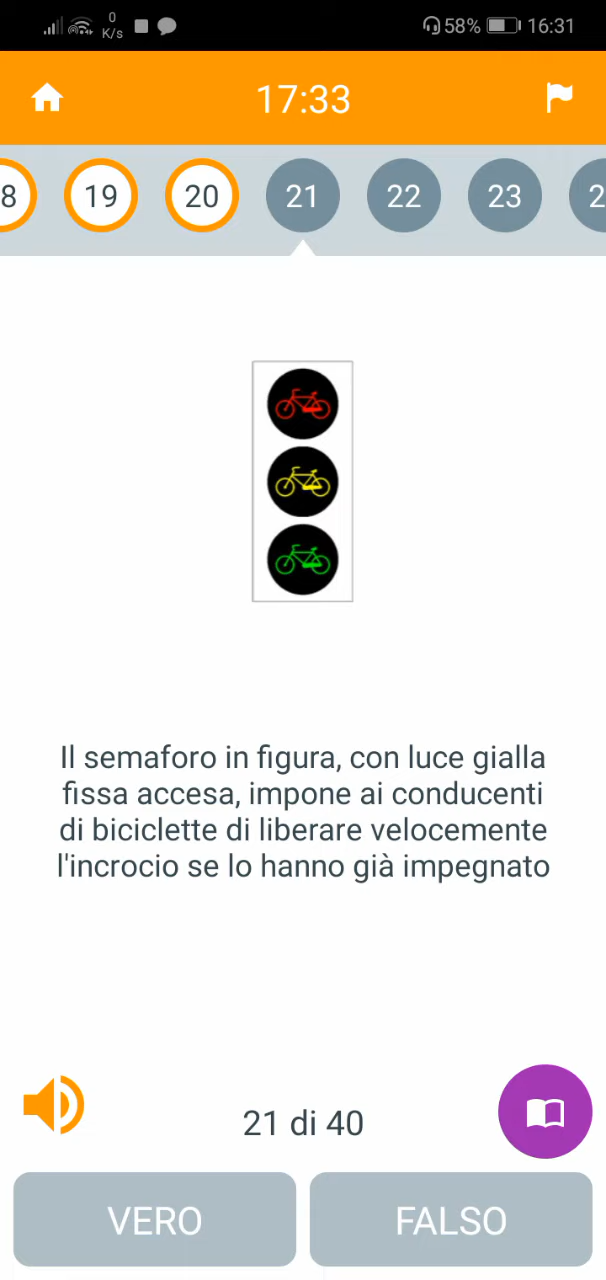 0
K/s
58% 16:31
17:33
8 19 20 21 22 23 2
Il semaforo in figura, con luce gialla
fissa accesa, impone ai conducenti
di biciclette di liberare velocemente
l'incrocio se lo hanno già impegnato
21 di 40
VERO FALSO